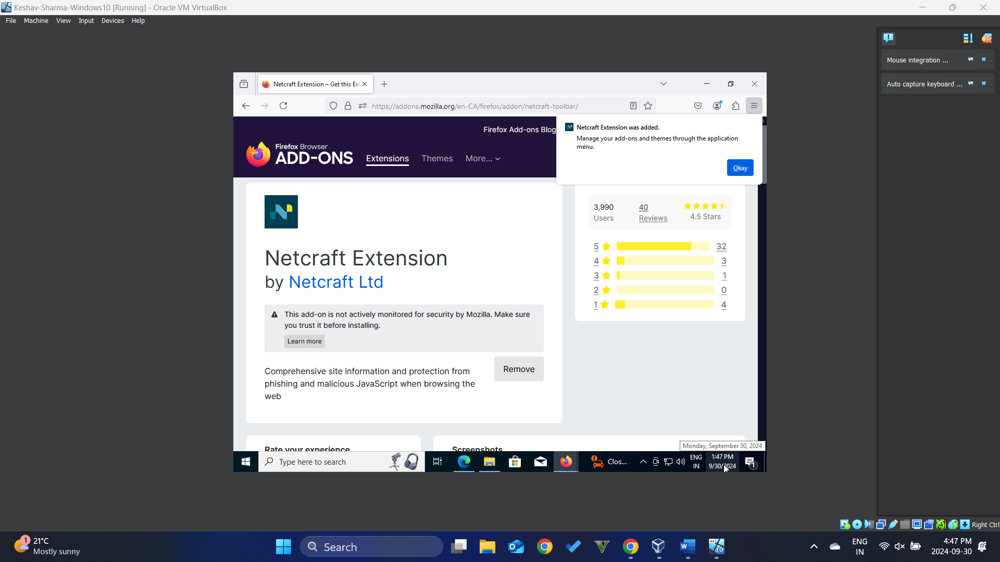 Keshav-Sharma-Windows10 [Running] - Oracle VM VirtualBox
File Machine View Input Devices Help
Mouse integration ...
Auto capture keyboard ...
Netcraft Extension – Get this Ext
https://addons.mozilla.org/en-CA/firefox/addon/netcraft-toolbar/
Netcraft Extension was added.
Manage your add-ons and themes through the application
menu.
Okay
Firefox Add-ons Blog
Firefox Browser
ADD-ONS
Extensions Themes More...
Netcraft Extension
by Netcraft Ltd
This add-on is not actively monitored for security by Mozilla. Make sure
you trust it before installing.
Learn more
Comprehensive site information and protection from
phishing and malicious JavaScript when browsing the
web
Remove
3,990
Users
40
Reviews
4.5 Stars
5 32
4 3
3 1
2 0
1 4
Rate your experience
Screenshots
Monday, September 30, 2024
Type here to search
Clos...
ENG
IN
1:47 PM
9/30/2024
1
Right Ctrl
1
21°C
Mostly sunny
Search
ENG
IN
4:47 PM
2024-09-30